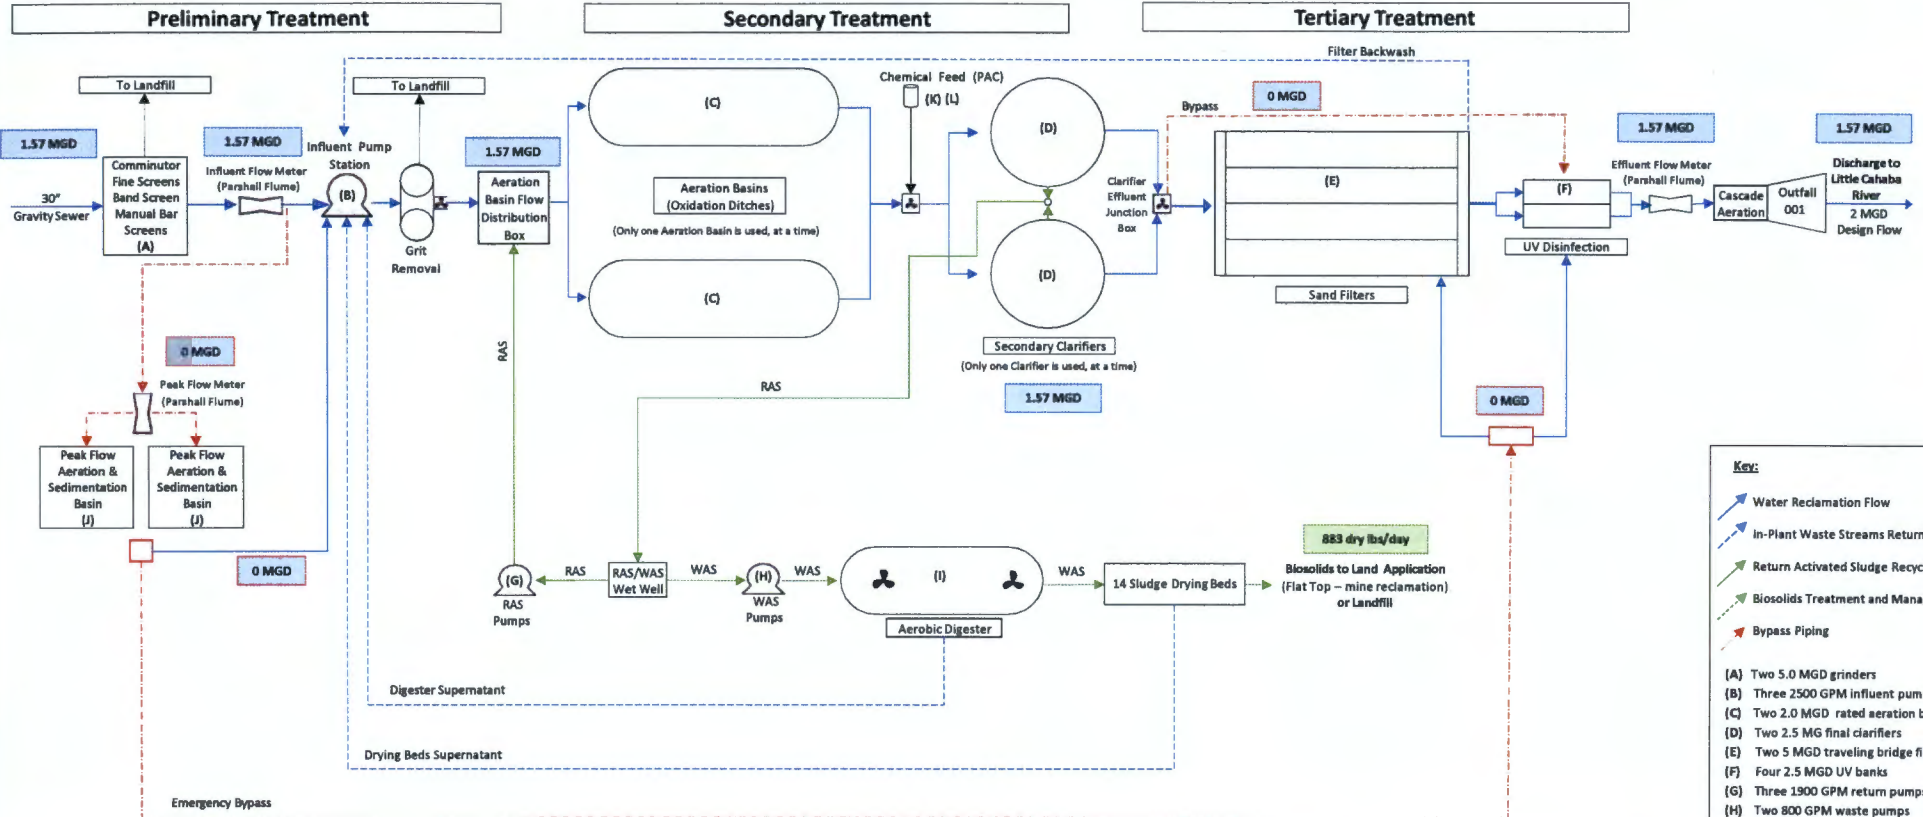 Preliminary Treatment
Secondary Treatment
Tertiary Treatment
Filter Backwash
To Landfill
To Landfill
Chemical Feed (PAC)
(K) (L)
0 MGD
Bypass
1.57 MGD
1.57 MGD
Influent Flow Meter
(Parshall Flume)
Influent Pump
Station
(B)
Comminutor
Fine Screens
Band Screen
Manual Bar
Screens
(A)
30"
Gravity Sewer
Grit
Removal
1.57 MGD
Aeration
Basin Flow
Distribution
Box
(C)
Aeration Basins
(Oxidation Ditches)
(Only one Aeration Basin is used, at a time)
(C)
(D)
(D)
Secondary Clarifiers
(Only one Clarifier is used, at a time)
1.57 MGD
Clarifier
Effluent
Junction
Box
(E)
Sand Filters
(F)
UV Disinfection
1.57 MGD
Effluent Flow Meter
(Parshall Flume)
Cascade
Aeration
Outfall
001
1.57 MGD
Discharge to
Little Cahaba
River
2 MGD
Design Flow
0 MGD
Peak Flow Meter
(Parshall Flume)
Peak Flow
Aeration &
Sedimentation
Basin
(J)
Peak Flow
Aeration &
Sedimentation
Basin
(J)
0 MGD
RAS
RAS
0 MGD
(G)
RAS
Pumps
RAS
RAS/WAS
Wet Well
WAS
(H)
WAS
Pumps
WAS
(I)
Aerobic Digester
WAS
14 Sludge Drying Beds
883 dry lbs/day
Biosolids to Land Application
(Flat Top – mine reclamation)
or Landfill
Digester Supernatant
Drying Beds Supernatant
Emergency Bypass
Key:
Water Reclamation Flow
In-Plant Waste Streams Return
Return Activated Sludge Recyc
Biosolids Treatment and Mana
Bypass Piping
(A) Two 5.0 MGD grinders
(B) Three 2500 GPM influent pum
(C) Two 2.0 MGD rated aeration b
(D) Two 2.5 MG final clarifiers
(E) Two 5 MGD traveling bridge fi
(F) Four 2.5 MGD UV banks
(G) Three 1900 GPM return pumps
(H) Two 800 GPM waste pumps